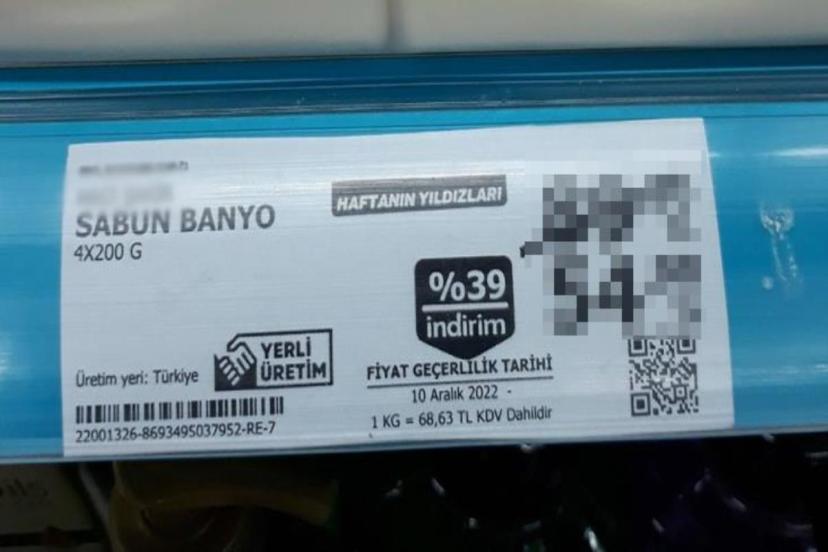 SABUN BANYO
4X200 G
HAFTANIN YILDIZLARI
%39
indirim
Üretim yeri: Türkiye
YERLİ
ÜRETİM
FİYAT GEÇERLİLİK TARİHİ
10 Aralık 2022 -
1 KG = 68,63 TL KDV Dahildir
22001326-8693495037952-RE-7